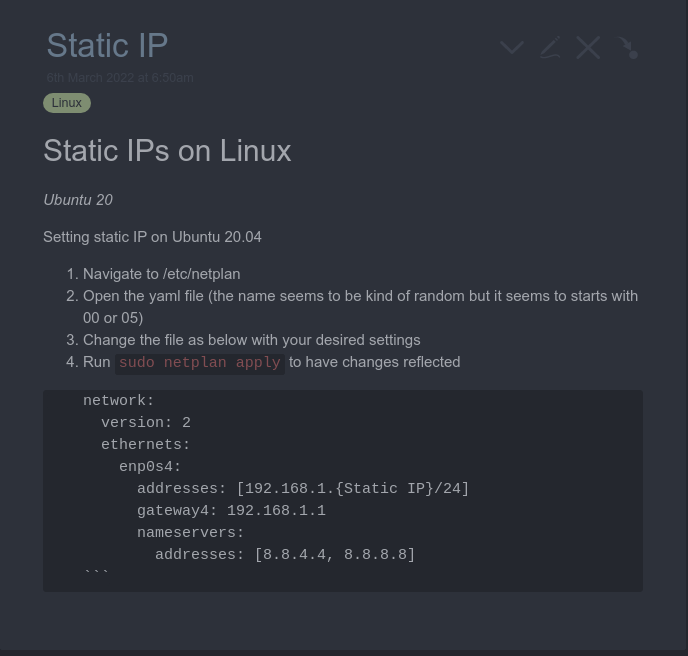 Static IP
6th March 2022 at 6:50am
Linux
Static IPs on Linux
Ubuntu 20
Setting static IP on Ubuntu 20.04
1. Navigate to /etc/netplan
2. Open the yaml file (the name seems to be kind of random but it seems to starts with
00 or 05)
3. Change the file as below with your desired settings
4. Run sudo netplan apply to have changes reflected
network:
  version: 2
  ethernets:
    enp0s4:
      addresses: [192.168.1.{Static IP}/24]
      gateway4: 192.168.1.1
      nameservers:
        addresses: [8.8.4.4, 8.8.8.8]
```